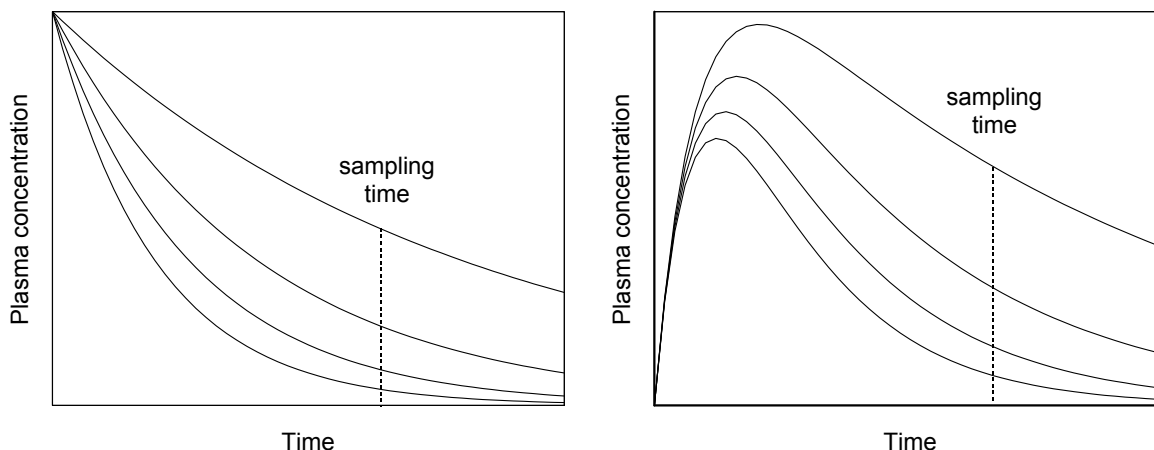 Plasma concentration
sampling
time
Time
Plasma concentration
sampling
time
Time